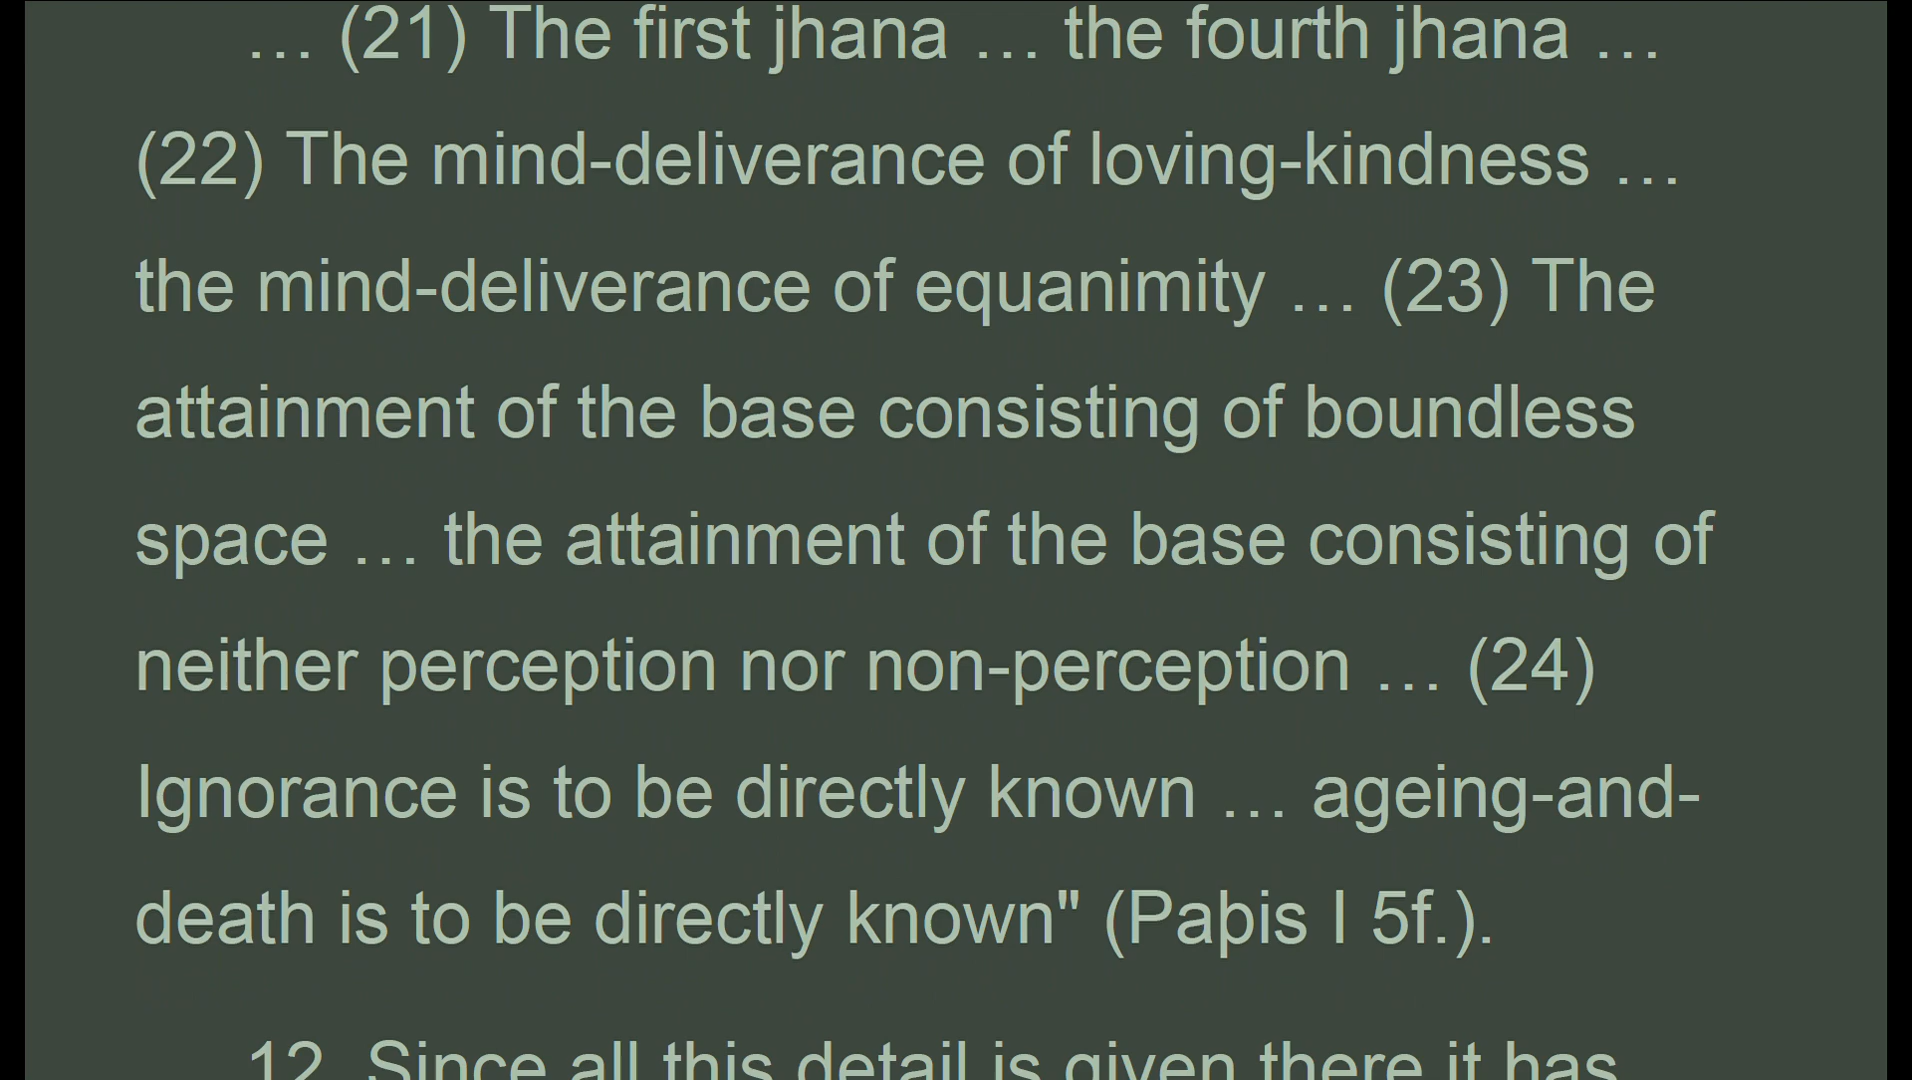 … (21) The first jhana … the fourth jhana …
(22) The mind-deliverance of loving-kindness …
the mind-deliverance of equanimity … (23) The
attainment of the base consisting of boundless
space … the attainment of the base consisting of
neither perception nor non-perception … (24)
Ignorance is to be directly known … ageing-and-
death is to be directly known" (Paþis I 5f.).
12. Since all this detail is given there it has